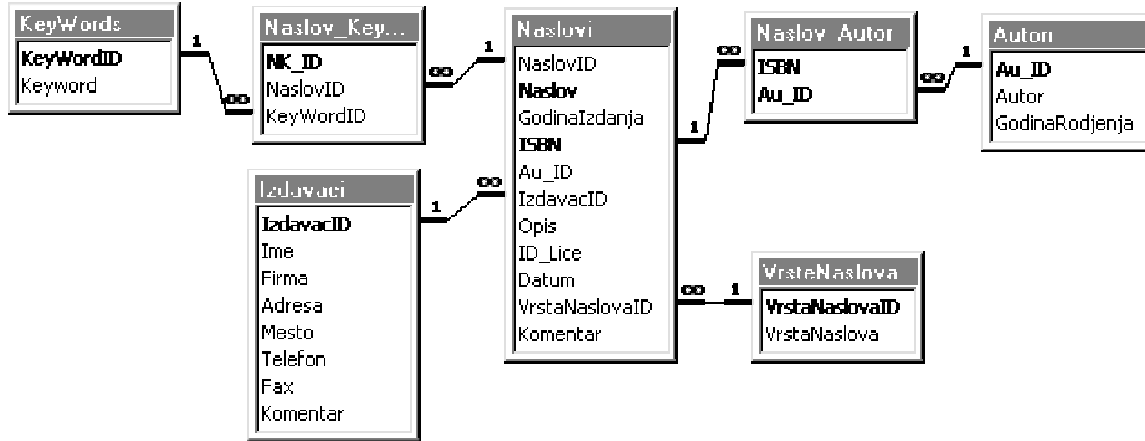 KeyWords
KeyWordID
Keyword
1
∞
Naslov_Key...
NK_ID
NaslovID
KeyWordID
∞
1
Naslovi
NaslovID
Naslov
GodinaIzdanja
ISBN
Au_ID
IzdavacID
Opis
ID_Lice
Datum
VrstaNaslovaID
Komentar
∞
1
Naslov_Autor
ISBN
Au_ID
∞
1
Autori
Au_ID
Autor
GodinaRodjenja
Izdavaci
IzdavacID
Ime
Firma
Adresa
Mesto
Telefon
Fax
Komentar
1
∞
∞
1
VrsteNaslova
VrstaNaslovaID
VrstaNaslova